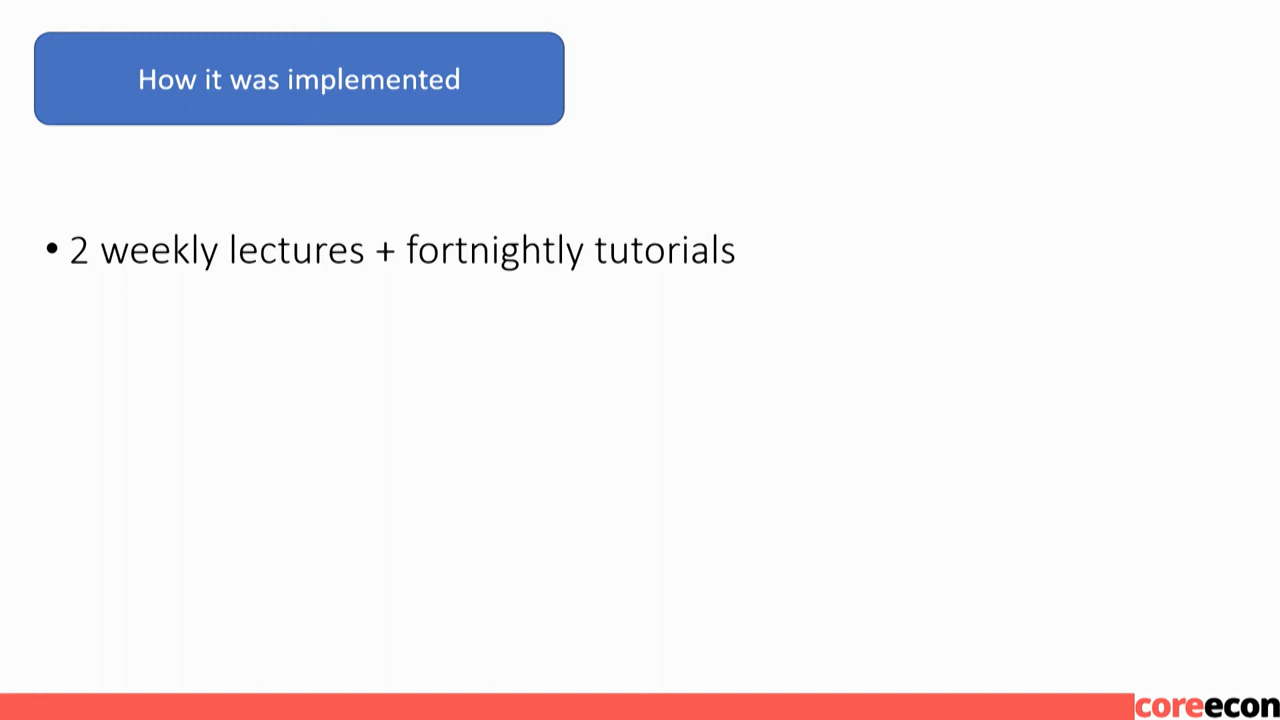 How it was implemented
• 2 weekly lectures + fortnightly tutorials
coreecon